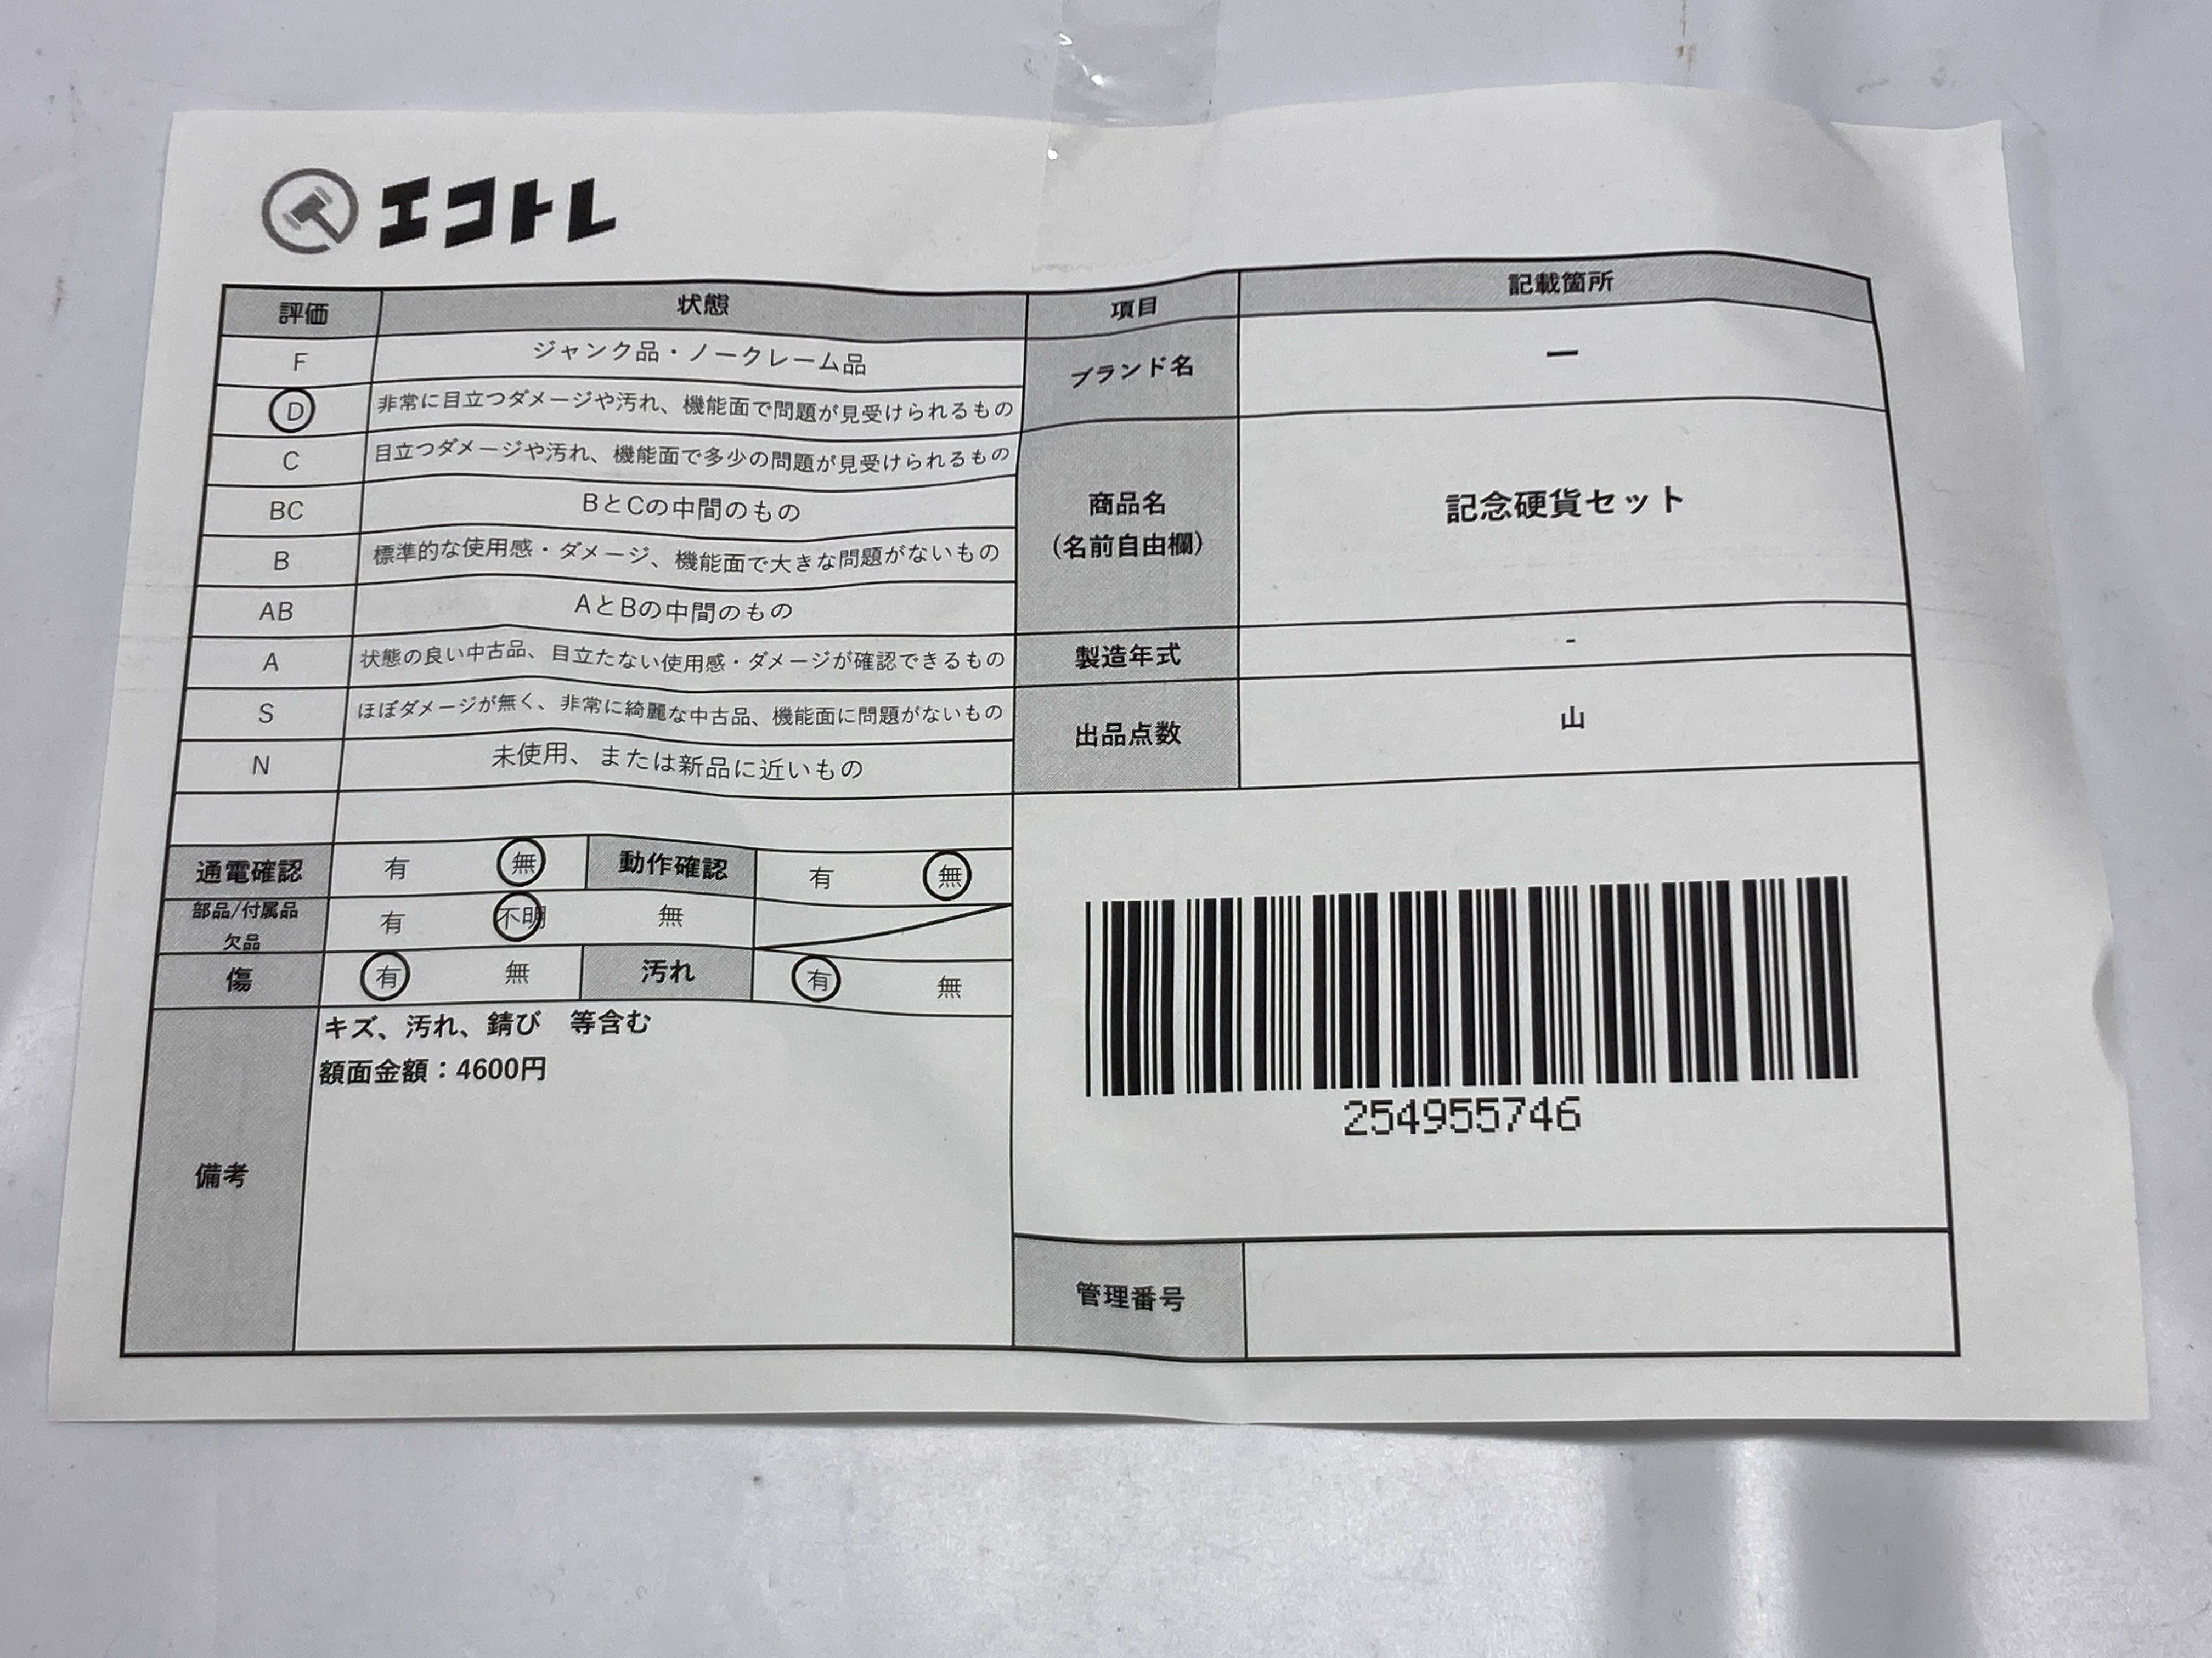 エコトレ
評価 状態 項目 記載箇所
F ジャンク品・ノークレーム品
D 非常に目立つダメージや汚れ、機能面で問題が見受けられるもの
C 目立つダメージや汚れ、機能面で多少の問題が見受けられるもの
BC BとCの中間のもの
B 標準的な使用感・ダメージ、機能面で大きな問題がないもの
AB AとBの中間のもの
A 状態の良い中古品、目立たない使用感・ダメージが確認できるもの
S ほぼダメージが無く、非常に綺麗な中古品、機能面に問題がないもの
N 未使用、または新品に近いもの
ブランド名 ー
商品名
（名前自由欄）
記念硬貨セット
製造年式 -
出品点数 山
通電確認 有 無 動作確認 有 無
部品/付属品
欠品
有 不明 無
傷 有 無 汚れ 有 無
備考
キズ、汚れ、錆び 等含む
額面金額：4600円
254955746
管理番号